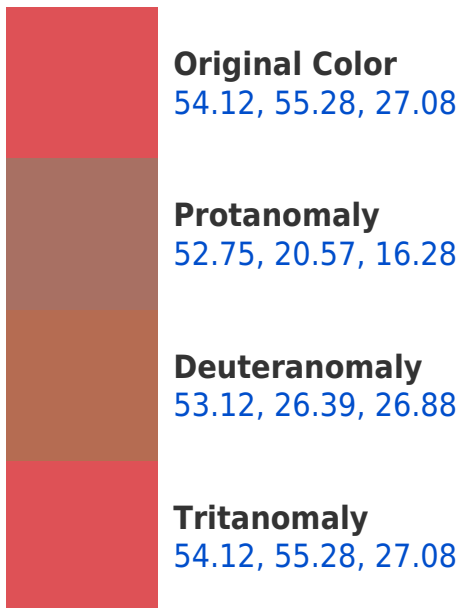 Original Color
54.12, 55.28, 27.08
Protanomaly
52.75, 20.57, 16.28
Deuteranomaly
53.12, 26.39, 26.88
Tritanomaly
54.12, 55.28, 27.08